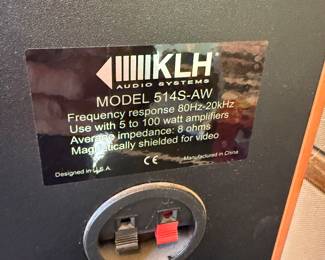 KLH
AUDIO SYSTEMS
MODEL 514S-AW
Frequency response 80Hz-20kHz
Use with 5 to 100 watt amplifiers
Average impedance: 8 ohms
Magnetically shielded for video
CE
Designed in U.S.A. Manufactured in China